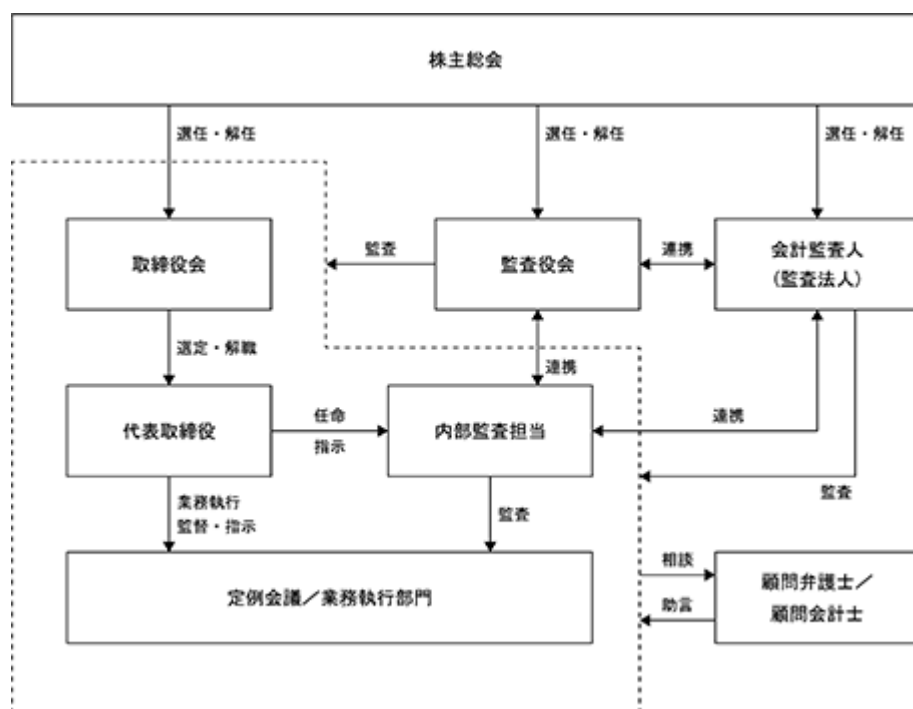 株主総会
選任・解任
選任・解任
選任・解任
取締役会
監査
監査役会
連携
会計監査人
(監査法人)
選定・解職
連携
代表取締役
任命
指示
内部監査担当
連携
業務執行
監督・指示
監査
監査
定例会議／業務執行部門
相談
助言
顧問弁護士／
顧問会計士